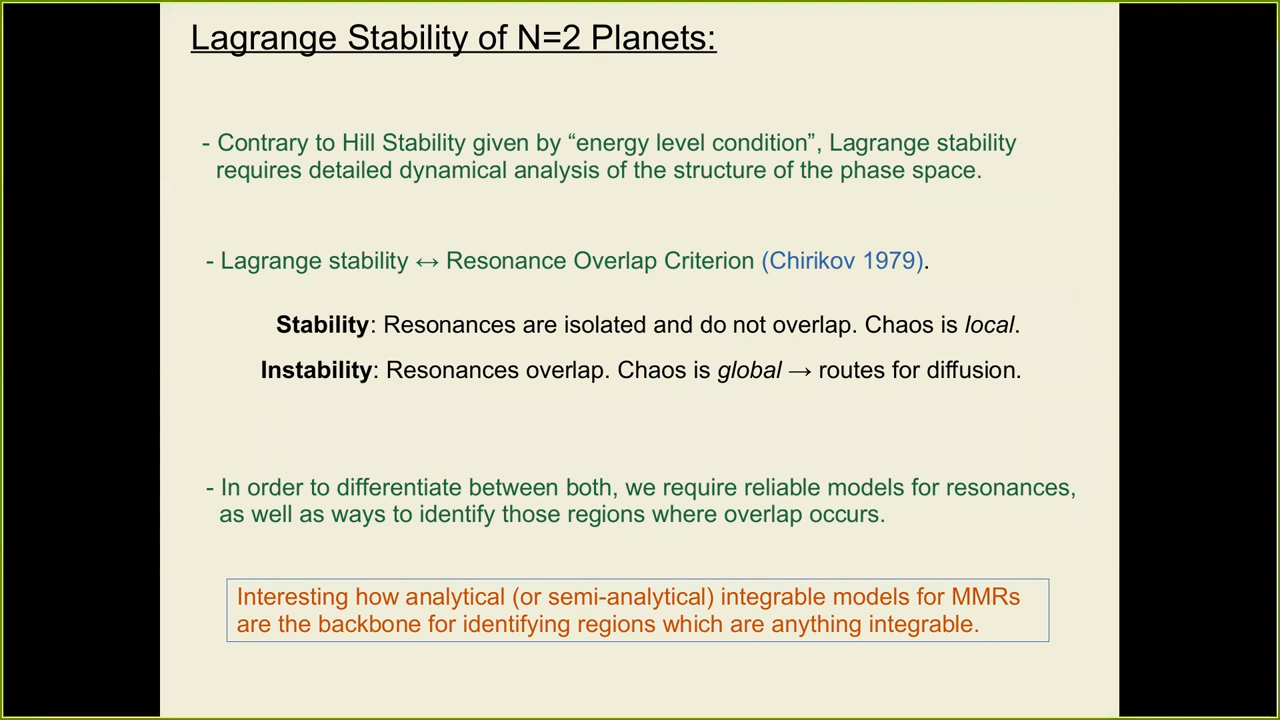 Lagrange Stability of N=2 Planets:
- Contrary to Hill Stability given by “energy level condition”, Lagrange stability
requires detailed dynamical analysis of the structure of the phase space.
- Lagrange stability ↔ Resonance Overlap Criterion (Chirikov 1979).
Stability: Resonances are isolated and do not overlap. Chaos is local.
Instability: Resonances overlap. Chaos is global → routes for diffusion.
- In order to differentiate between both, we require reliable models for resonances,
as well as ways to identify those regions where overlap occurs.
Interesting how analytical (or semi-analytical) integrable models for MMRs
are the backbone for identifying regions which are anything integrable.